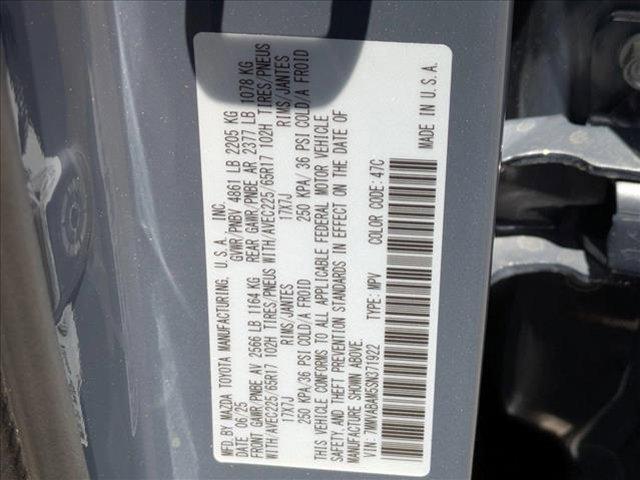 MFD. BY MAZDA TOYOTA MANUFACTURING, U.S.A., INC.
DATE 06/25 GVWR/PNBV 4861 LB 2205 KG
FRONT GAWR/PNBE AV 2566 LB 1164 KG REAR GAWR/PNBE AR 2377 LB 1078 KG
WITH/AVEC225/65R17 102H TIRES/PNEUS WITH/AVEC225/65R17 102H TIRES/PNEUS
17X7J RIMS/JANTES 17X7J RIMS/JANTES
250 KPA/36 PSI COLD/A FROID 250 KPA/ 36 PSI COLD/A FROID
THIS VEHICLE CONFORMS TO ALL APPLICABLE FEDERAL MOTOR VEHICLE
SAFETY, AND THEFT PREVENTION STANDARDS IN EFFECT ON THE DATE OF
MANUFACTURE SHOWN ABOVE.
7MMVABAM5SN371922 MPV COLOR CODE: 47C
MADE IN U.S.A.